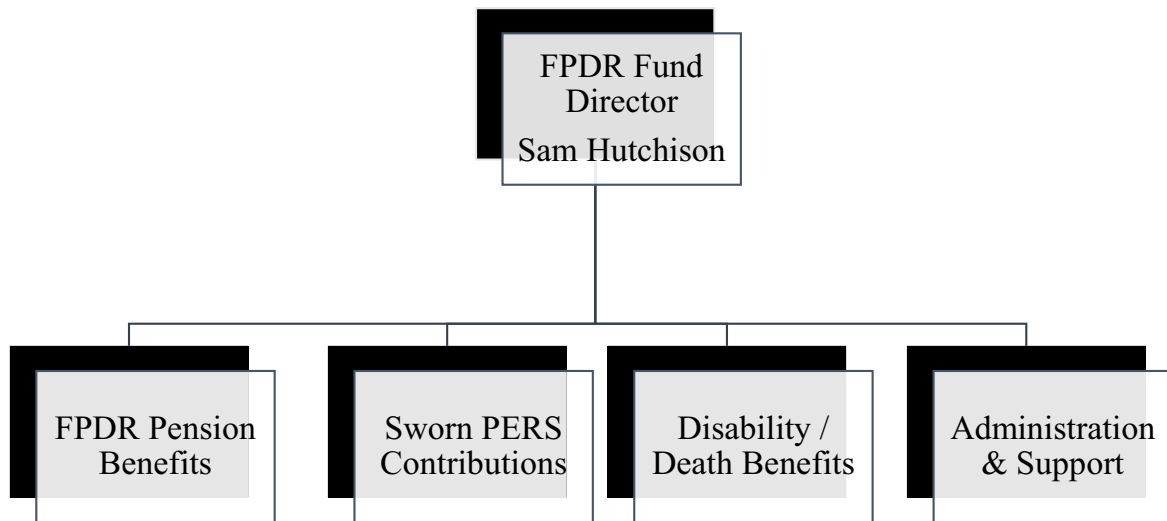 FPDR Fund
Director
Sam Hutchison
FPDR Pension
Benefits
Sworn PERS
Contributions
Disability /
Death Benefits
Administration
& Support